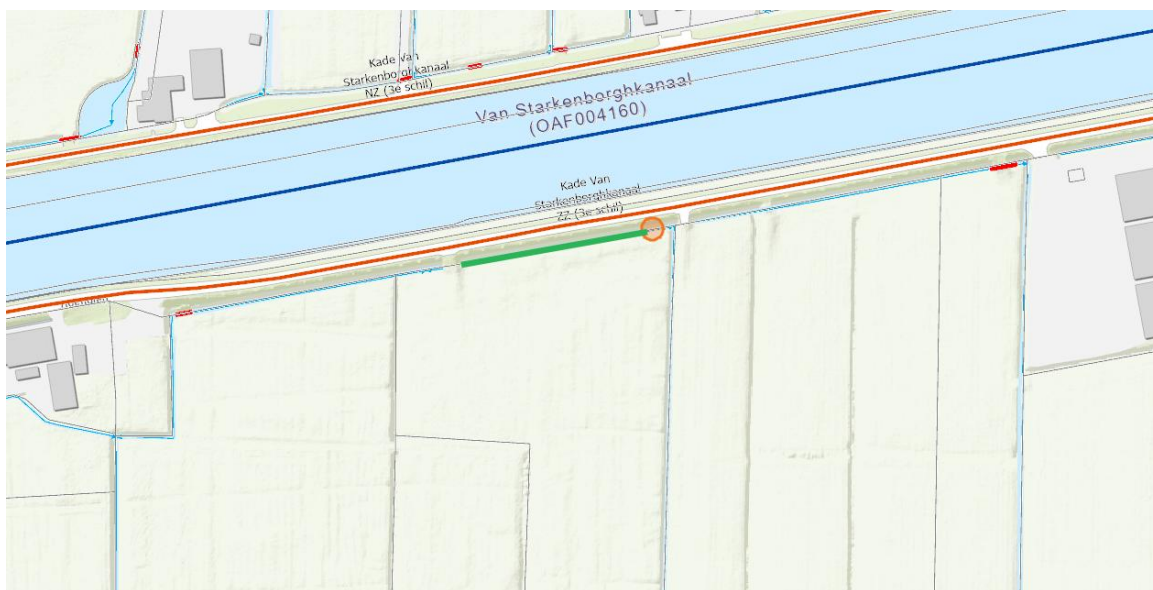 Kade Van
Starkenborghkanaal
NZ (3e schil)
Van Starkenborghkanaal
(OAF004160)
Kade Van
Starkenborghkanaal
ZZ (3e schil)